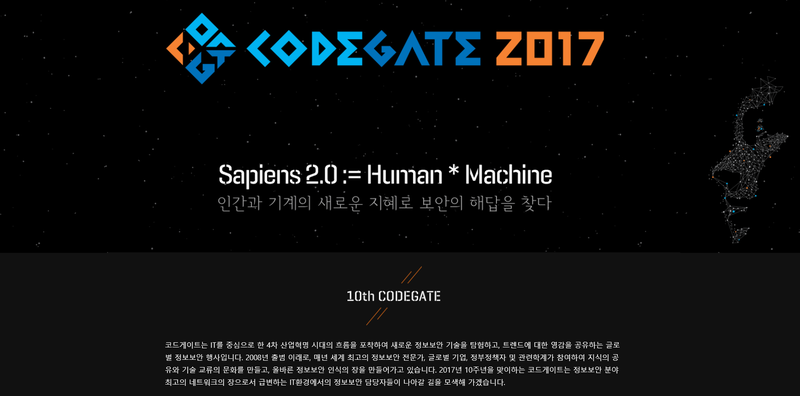 CODEGATE 2017
Sapiens 2.0 := Human * Machine
인간과 기계의 새로운 지혜로 보안의 해답을 찾다
10th CODEGATE
코드게이트는 IT를 중심으로 한 4차 산업혁명 시대의 흐름을 포착하여 새로운 정보보안 기술을 탐험하고, 트렌드에 대한 영감을 공유하는 글로
벌 정보보안 행사입니다. 2008년 출범 이래로, 매년 세계 최고의 정보보안 전문가, 글로벌 기업, 정부정책자 및 관련학계가 참여하여 지식의 공
유와 기술 교류의 문화를 만들고, 올바른 정보보안 인식의 장을 만들어가고 있습니다. 2017년 10주년을 맞이하는 코드게이트는 정보보안 분야
최고의 네트워크의 장으로서 급변하는 IT환경에서의 정보보안 담당자들이 나아갈 길을 모색해 가겠습니다.